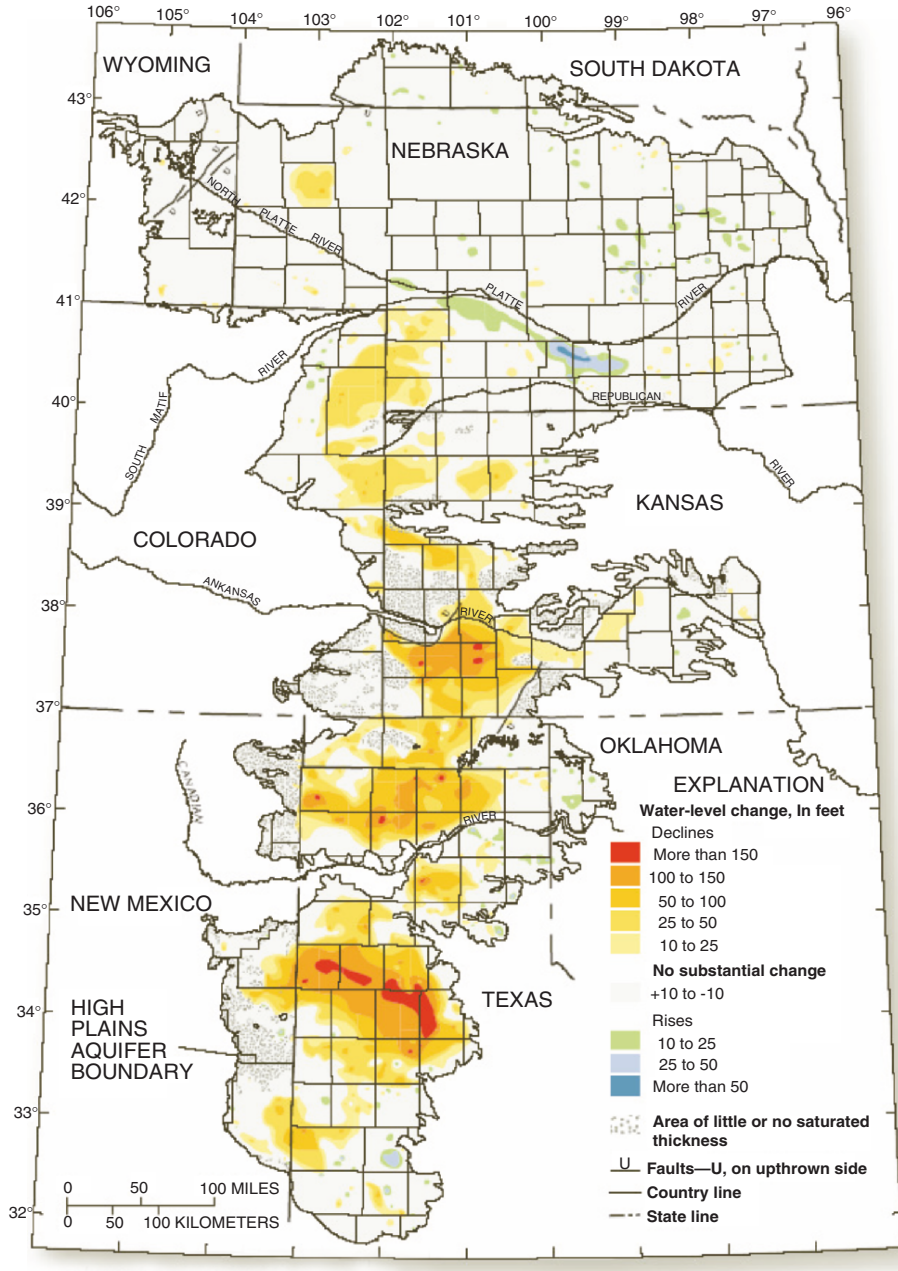 106° 105° 104° 103° 102° 101° 100° 99° 98° 97° 96°
WYOMING
SOUTH DAKOTA
43°
NEBRASKA
42°
NORTH PLATTE RIVER
41°
PLATTE RIVER
RIVER
40°
REPUBLICAN
SOUTH MATIF
RIVER
39°
KANSAS
COLORADO
ANKANSAS
38°
RIVER
37°
OKLAHOMA
CANADIAN
36°
RIVER
NEW MEXICO
35°
TEXAS
34°
HIGH
PLAINS
AQUIFER
BOUNDARY
33°
32°
0 50 100 MILES
0 50 100 KILOMETERS
EXPLANATION
Water-level change, In feet
Declines
More than 150
100 to 150
50 to 100
25 to 50
10 to 25
No substantial change
+10 to -10
Rises
10 to 25
25 to 50
More than 50
Area of little or no saturated
thickness
U Faults—U, on upthrown side
Country line
State line